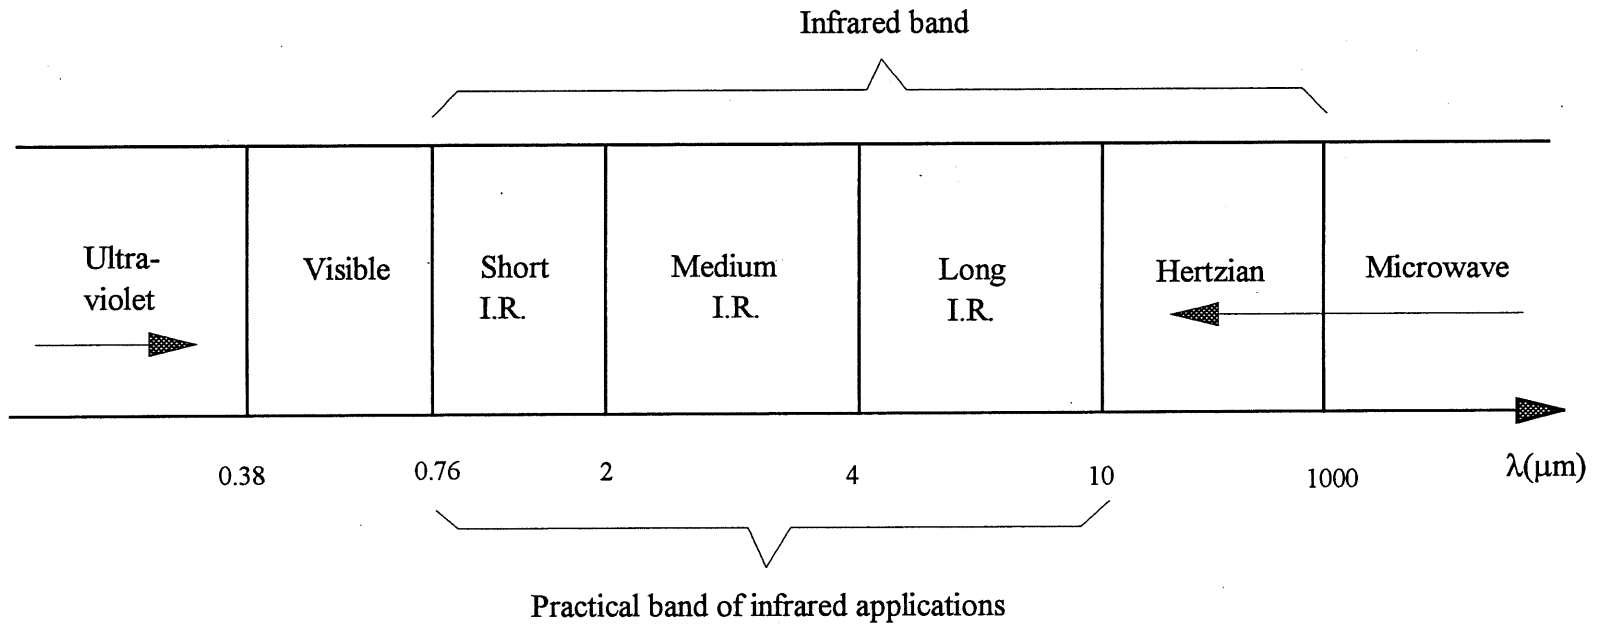 Infrared band
Ultra-
violet
Visible
Short
I.R.
Medium
I.R.
Long
I.R.
Hertzian
Microwave
0.38
0.76
2
4
10
1000
λ(μm)
Practical band of infrared applications